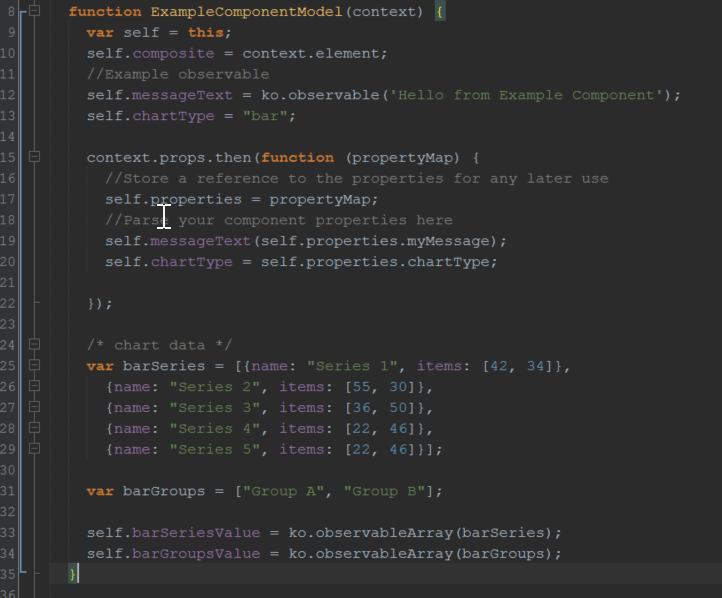 8 function ExampleComponentModel(context) {
9 var self = this;
10 self.composite = context.element;
11 //Example observable
12 self.messageText = ko.observable('Hello from Example Component');
13 self.chartType = "bar";
14
15 context.props.then(function (propertyMap) {
16 //Store a reference to the properties for any later use
17 self.properties = propertyMap;
18 //Parse your component properties here
19 self.messageText(self.properties.myMessage);
20 self.chartType = self.properties.chartType;
21
22 });
23
24 /* chart data */
25 var barSeries = [{name: "Series 1", items: [42, 34]},
26 {name: "Series 2", items: [55, 30]},
27 {name: "Series 3", items: [36, 50]},
28 {name: "Series 4", items: [22, 46]},
29 {name: "Series 5", items: [22, 46]}];
30
31 var barGroups = ["Group A", "Group B"];
32
33 self.barSeriesValue = ko.observableArray(barSeries);
34 self.barGroupsValue = ko.observableArray(barGroups);
35 }
36